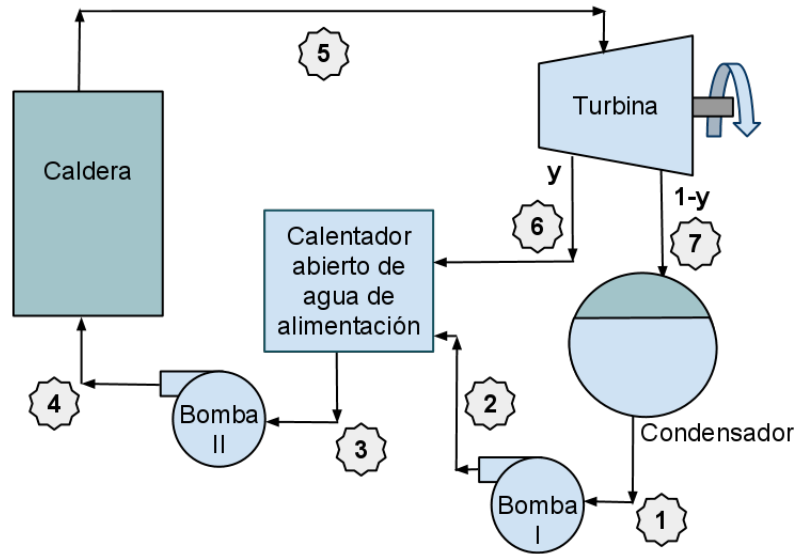 5
Turbina
Caldera
y
1-y
6
7
Calentador
abierto de
agua de
alimentación
4
2
Bomba
II
3
Condensador
Bomba
I
1